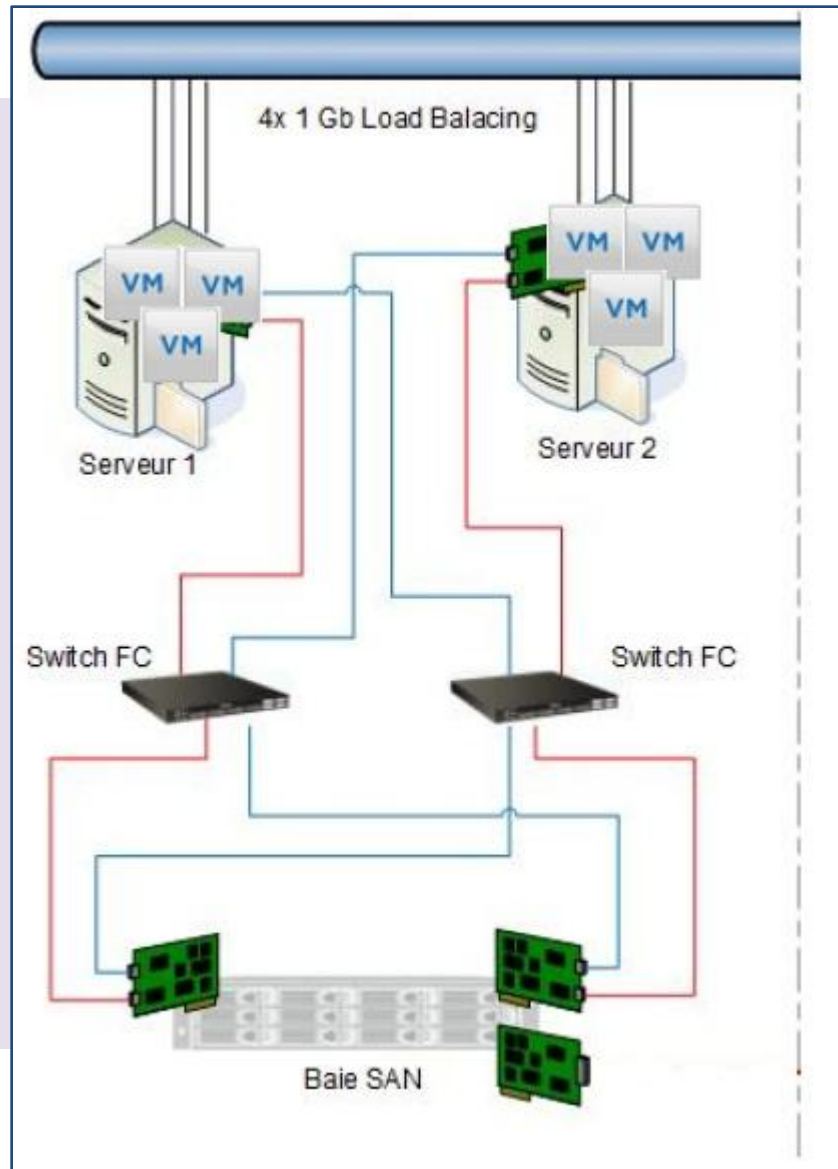 4x 1 Gb Load Balacing
VM VM
VM
VM VM
VM
Serveur 1
Serveur 2
Switch FC
Switch FC
Baie SAN